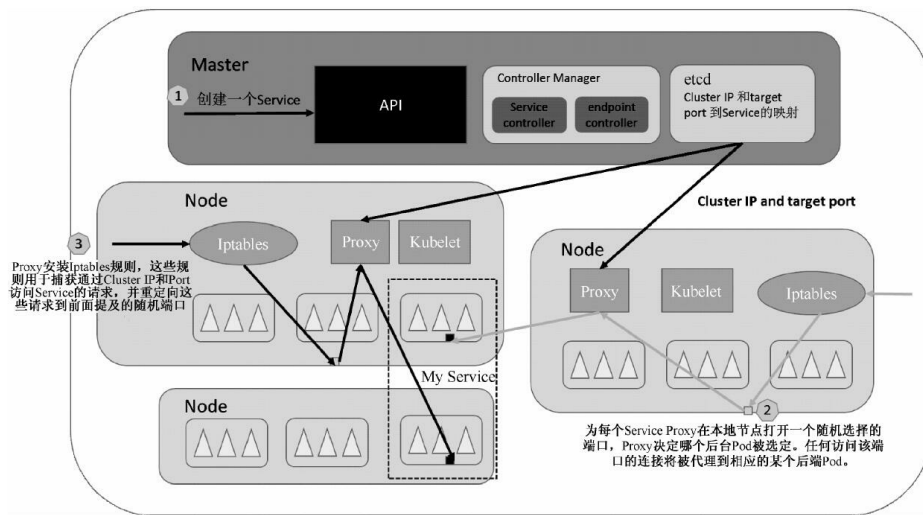 Master
1
创建一个Service
API
Controller Manager
Service
controller
endpoint
controller
etcd
Cluster IP 和target
port 到Service的映射
Node
Iptables
Proxy
Kubelet
3
Proxy安装Iptables规则，这些规
则用于捕获通过Cluster IP和Port
访问Service的请求，并重定向这
些请求到前面提及的随机端口
Cluster IP and target port
Node
Proxy
Kubelet
Iptables
My Service
Node
2
为每个Service Proxy在本地节点打开一个随机选择的
端口，Proxy决定哪个后台Pod被选定。任何访问该端
口的连接将被代理到相应的某个后端Pod。